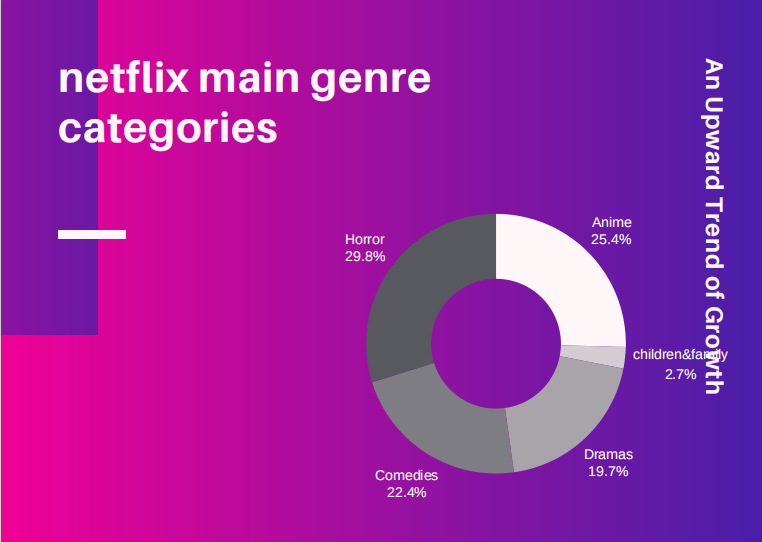 netflix main genre
categories
An Upward Trend of Growth
Horror
29.8%
Anime
25.4%
children&family
2.7%
Dramas
19.7%
Comedies
22.4%